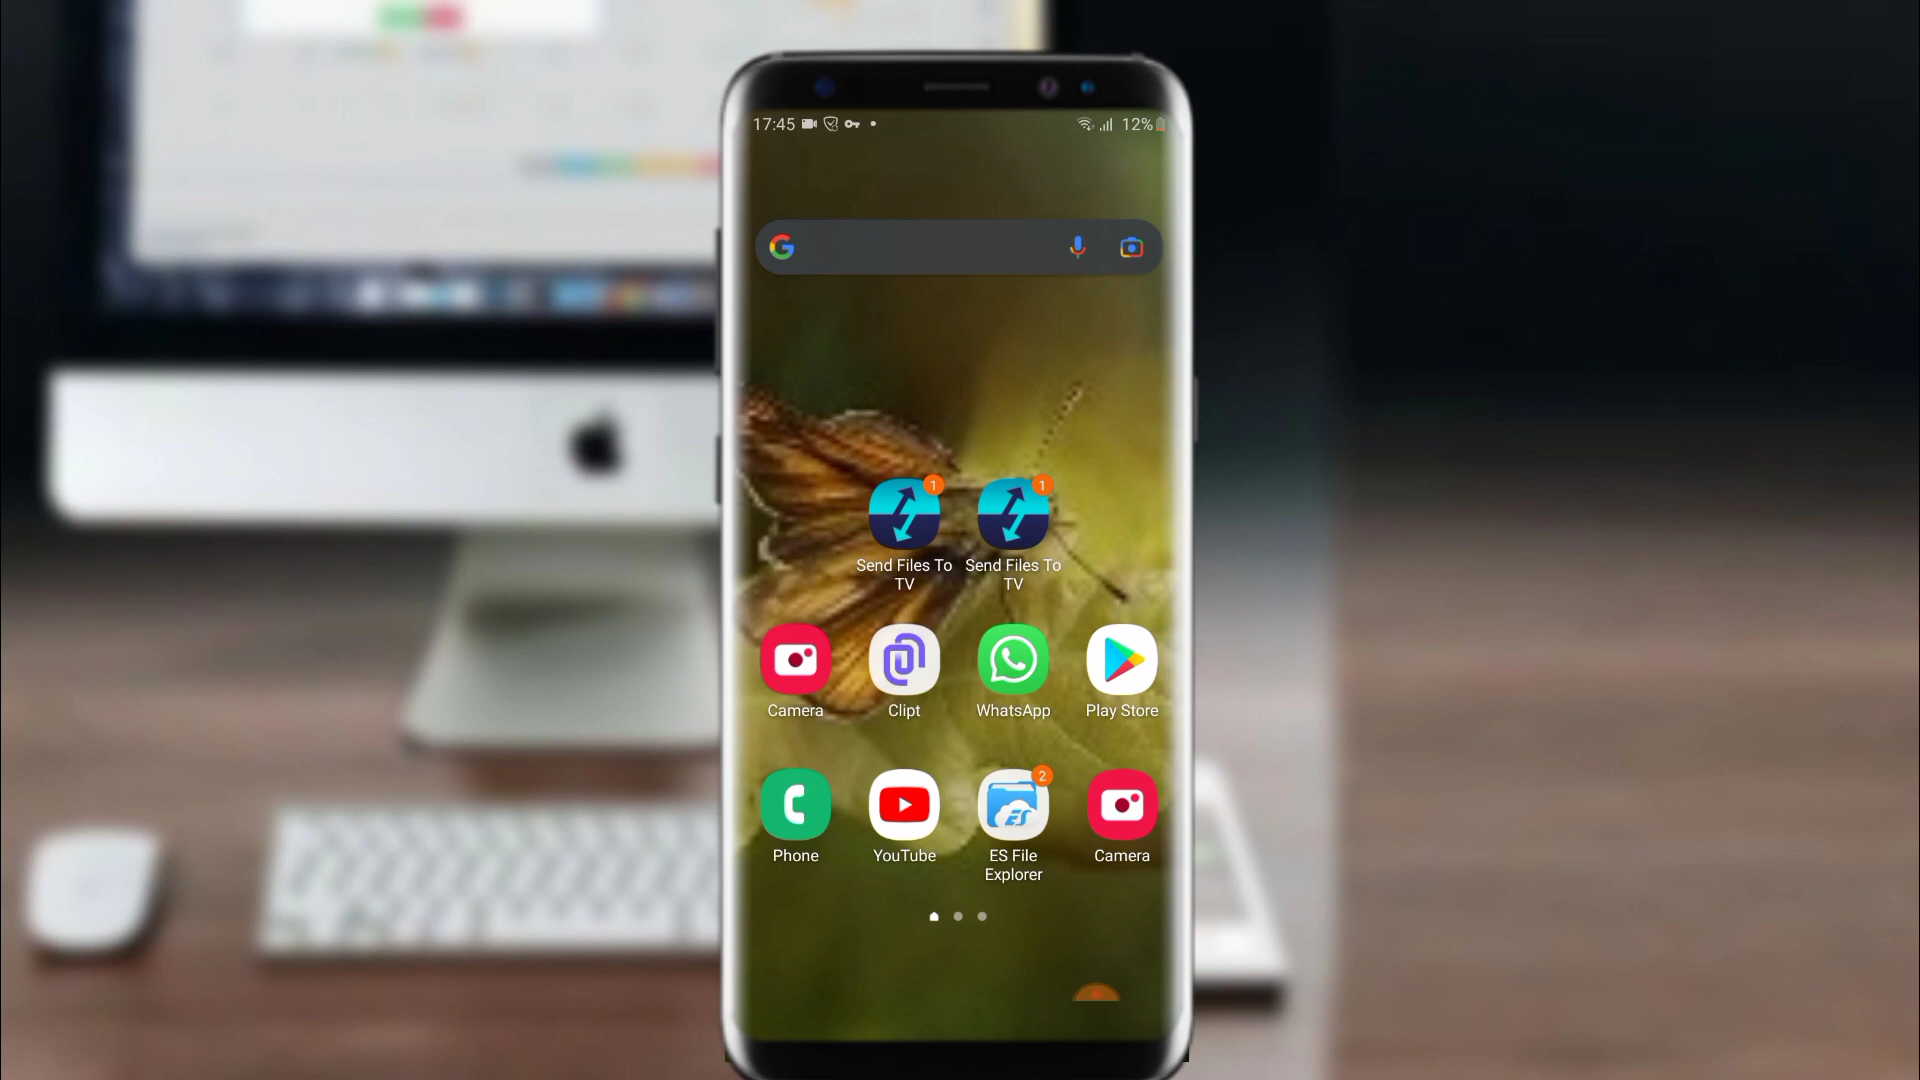 17:45
12%
Send Files To
TV
Send Files To
TV
Camera
Clipt
WhatsApp
Play Store
Phone
YouTube
ES File
Explorer
Camera
1
1
2
ES